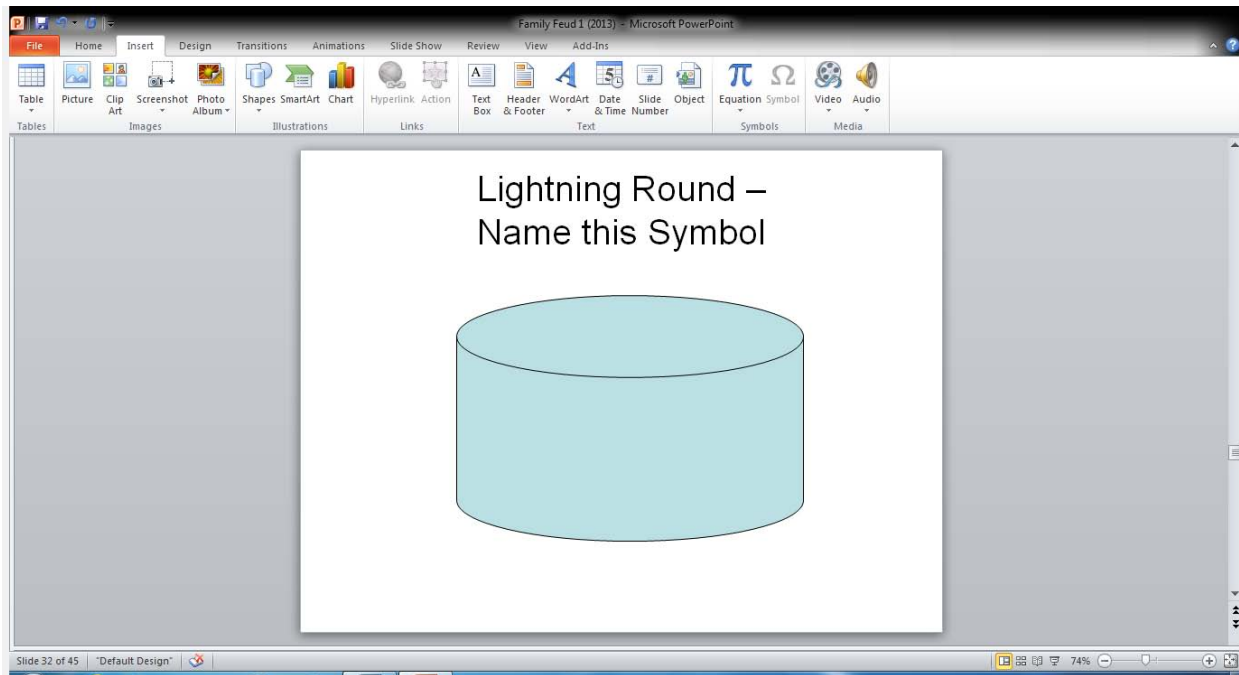 Family Feud 1 (2013) - Microsoft PowerPoint
File Home Insert Design Transitions Animations Slide Show Review View Add-Ins
Table Picture Clip Art Screenshot Photo Album Shapes SmartArt Chart Hyperlink Action Text Box Header & Footer WordArt Date & Time Slide Number Object Equation Symbol Video Audio
Tables Images Illustrations Links Text Symbols Media
Lightning Round –
Name this Symbol
Slide 32 of 45 "Default Design" 74%